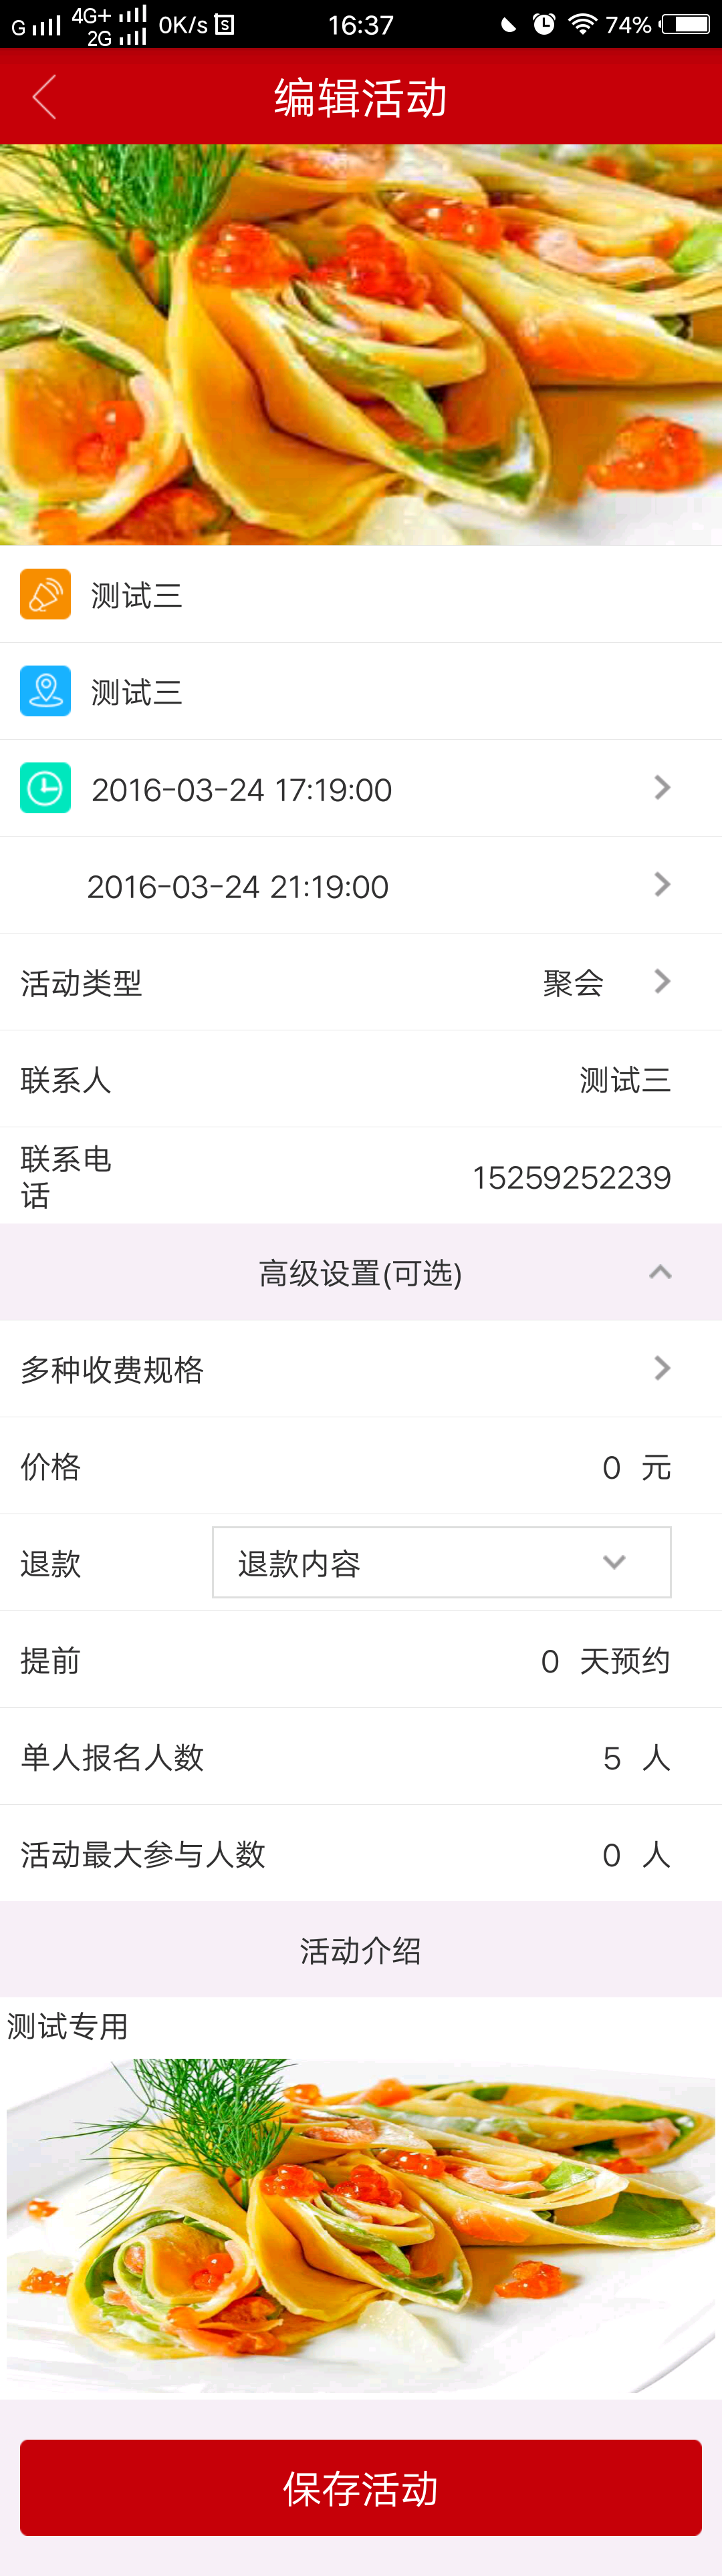 G 4G+ 2G 0K/s 16:37 74%
编辑活动
测试三
测试三
2016-03-24 17:19:00
2016-03-24 21:19:00
活动类型 聚会
联系人 测试三
联系电
话 15259252239
高级设置(可选)
多种收费规格
价格 0 元
退款 退款内容
提前 0 天预约
单人报名人数 5 人
活动最大参与人数 0 人
活动介绍
测试专用
保存活动